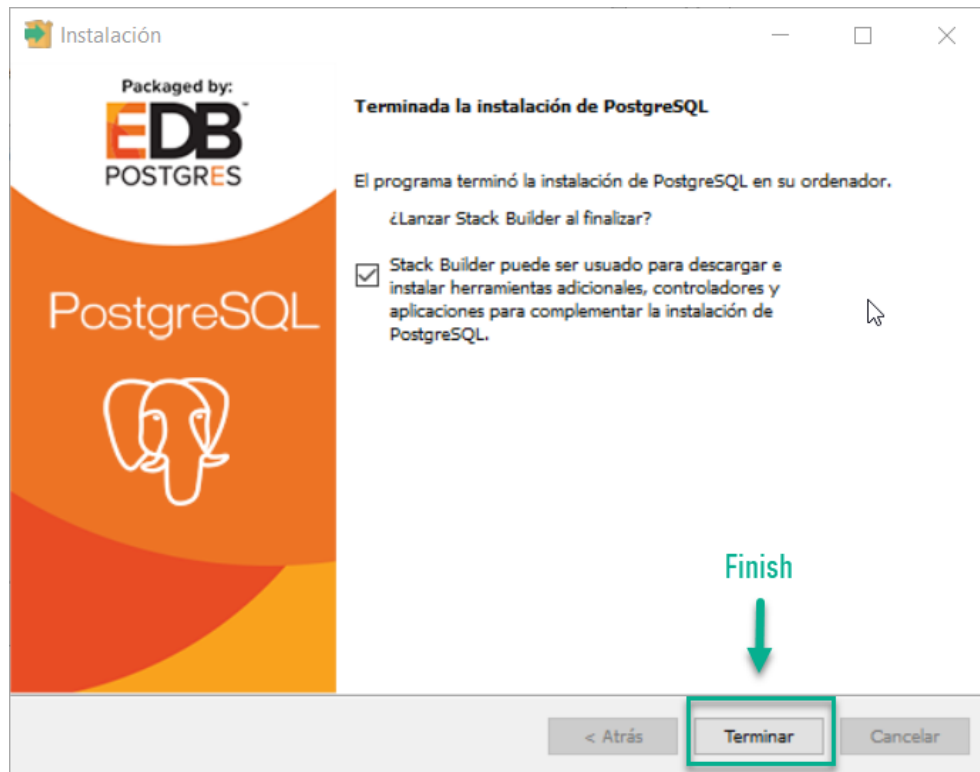 Instalación
Packaged by:
EDB
POSTGRES
PostgreSQL
Terminada la instalación de PostgreSQL
El programa terminó la instalación de PostgreSQL en su ordenador.
¿Lanzar Stack Builder al finalizar?
Stack Builder puede ser usado para descargar e
instalar herramientas adicionales, controladores y
aplicaciones para complementar la instalación de
PostgreSQL.
Finish
< Atrás
Terminar
Cancelar